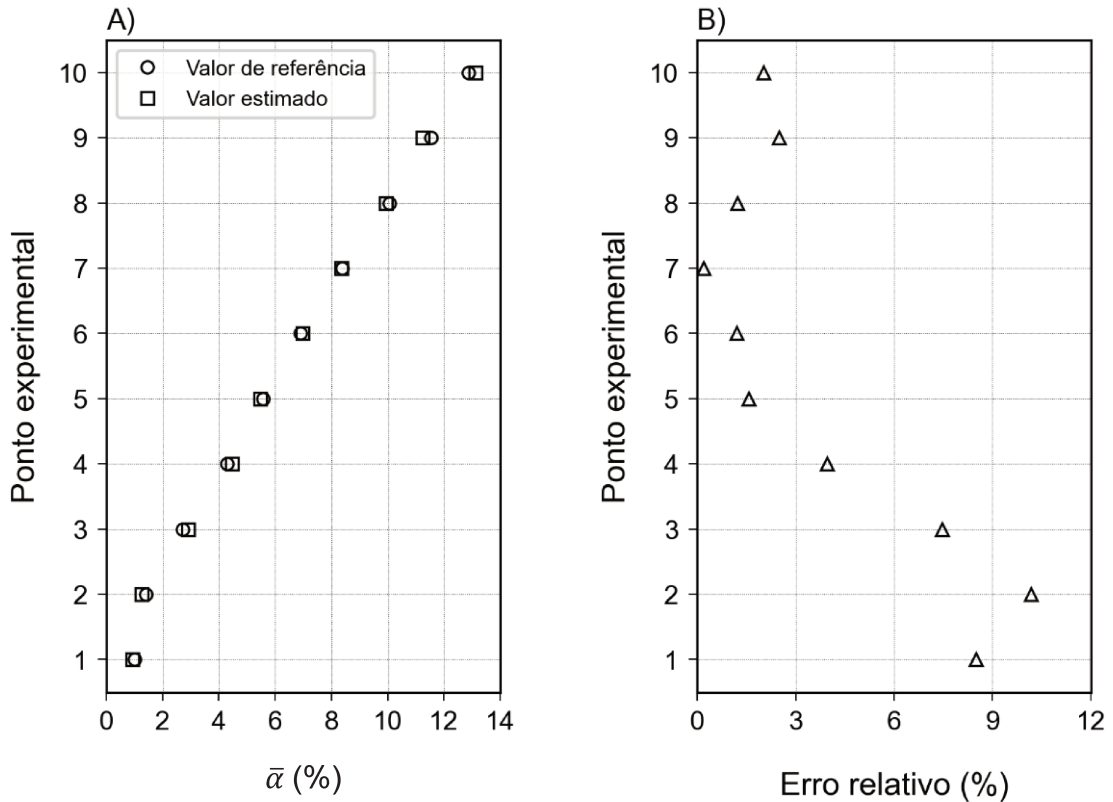 A)
Valor de referência
Valor estimado
10
9
8
7
6
5
4
3
2
1
Ponto experimental
0 2 4 6 8 10 12 14
ᾱ (%)
B)
10
9
8
7
6
5
4
3
2
1
Ponto experimental
0 3 6 9 12
Erro relativo (%)